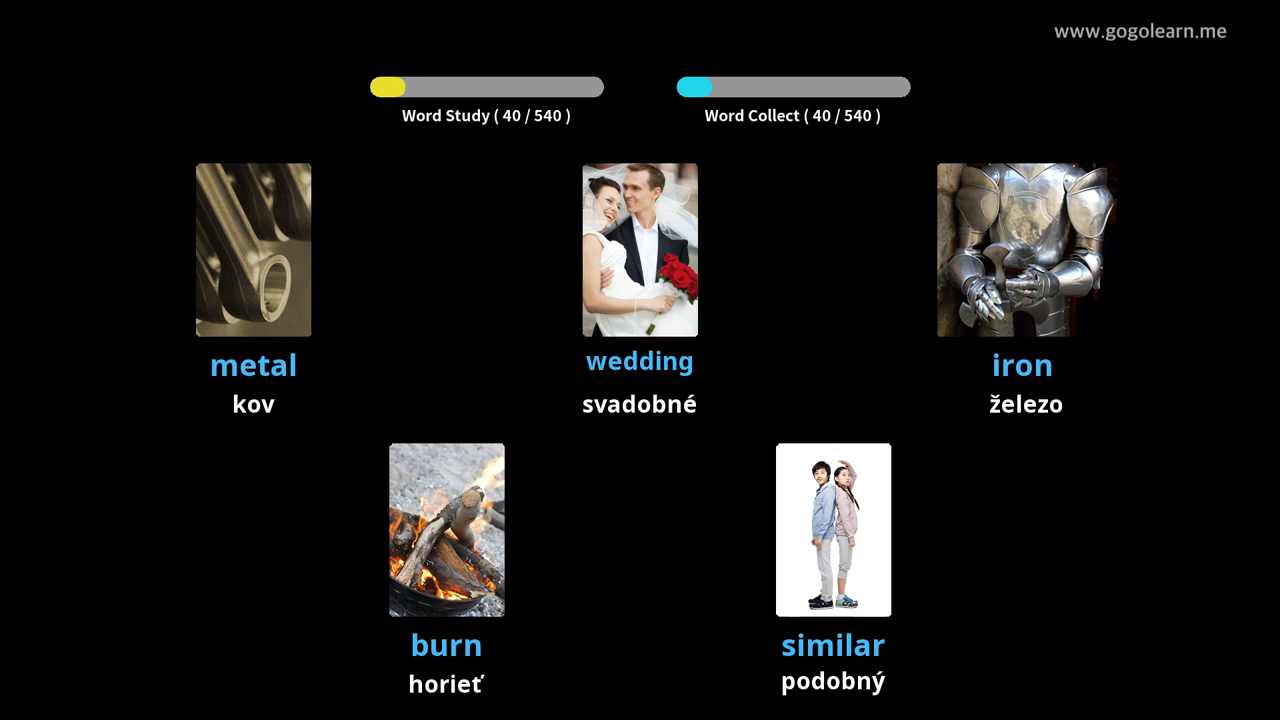 www.gogolearn.me
Word Study ( 40 / 540 )
Word Collect ( 40 / 540 )
metal
kov
wedding
svadobné
iron
železo
burn
horieť
similar
podobný